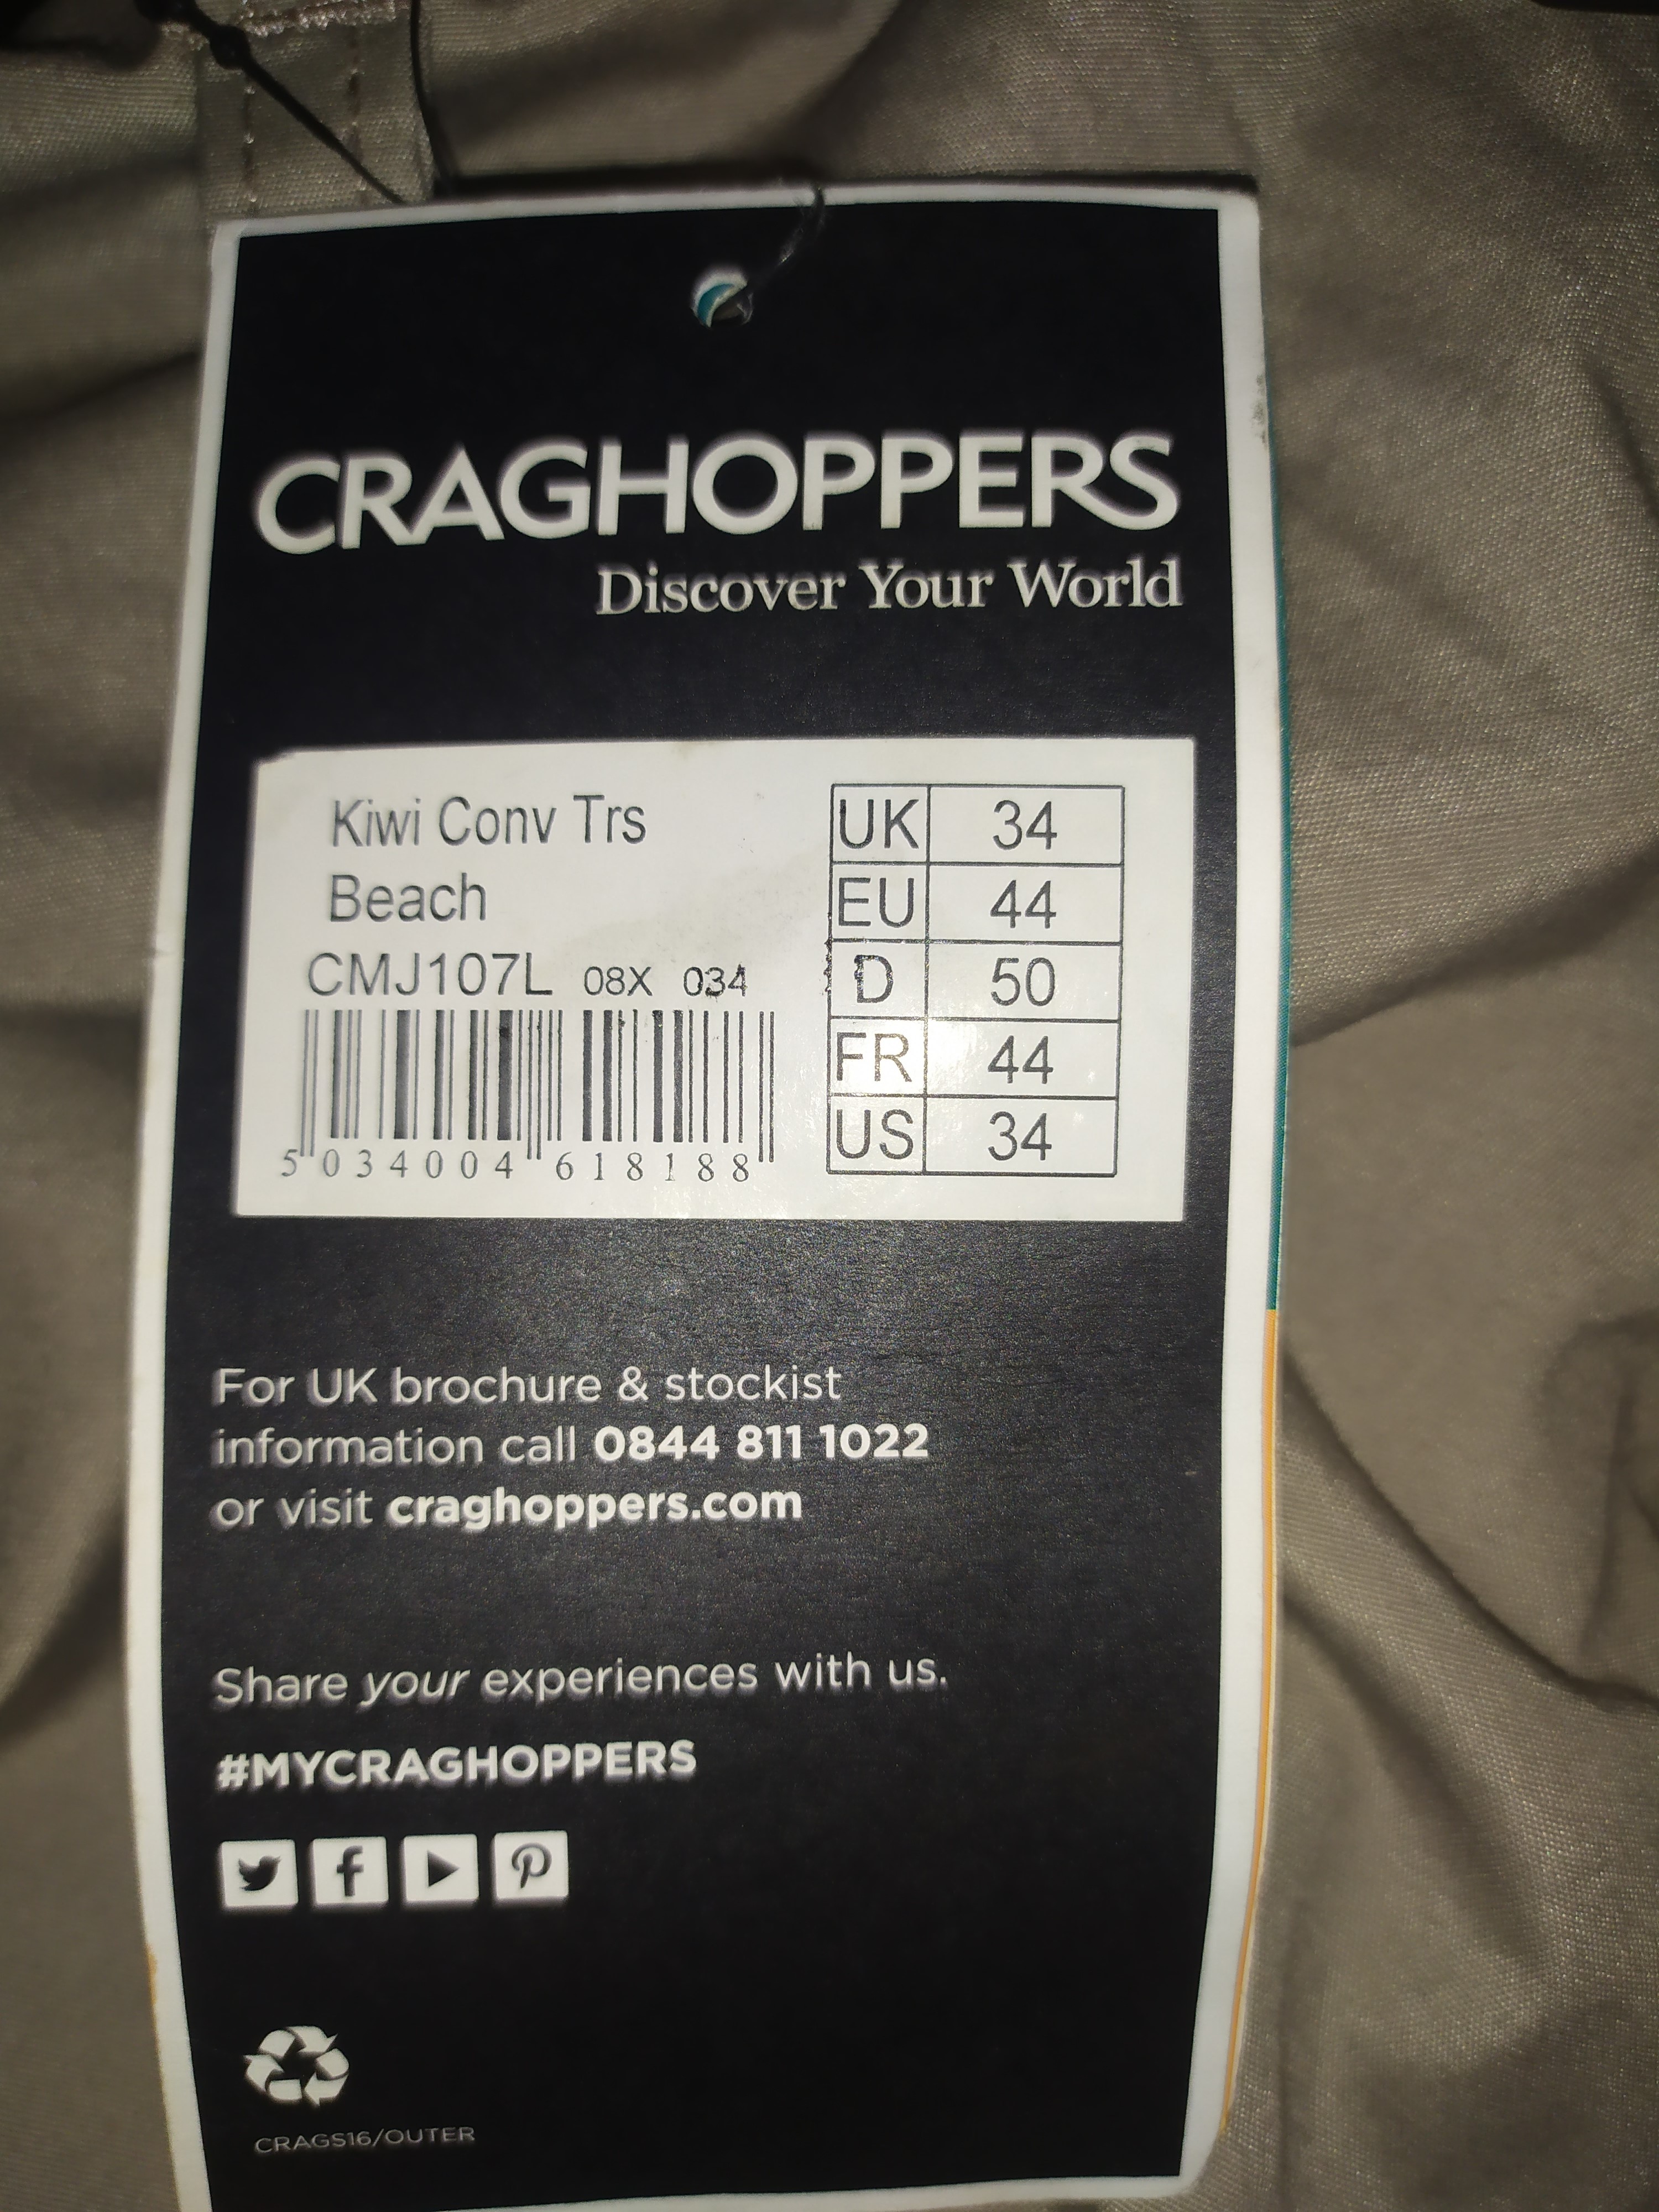 CRAGHOPPERS
Discover Your World
Kiwi Conv Trs
Beach
CMJ107L 08X 034
5 034004 618188
UK 34
EU 44
D 50
FR 44
US 34
For UK brochure & stockist
information call 0844 811 1022
or visit craghoppers.com
Share your experiences with us.
#MYCRAGHOPPERS
CRAGS16/OUTER